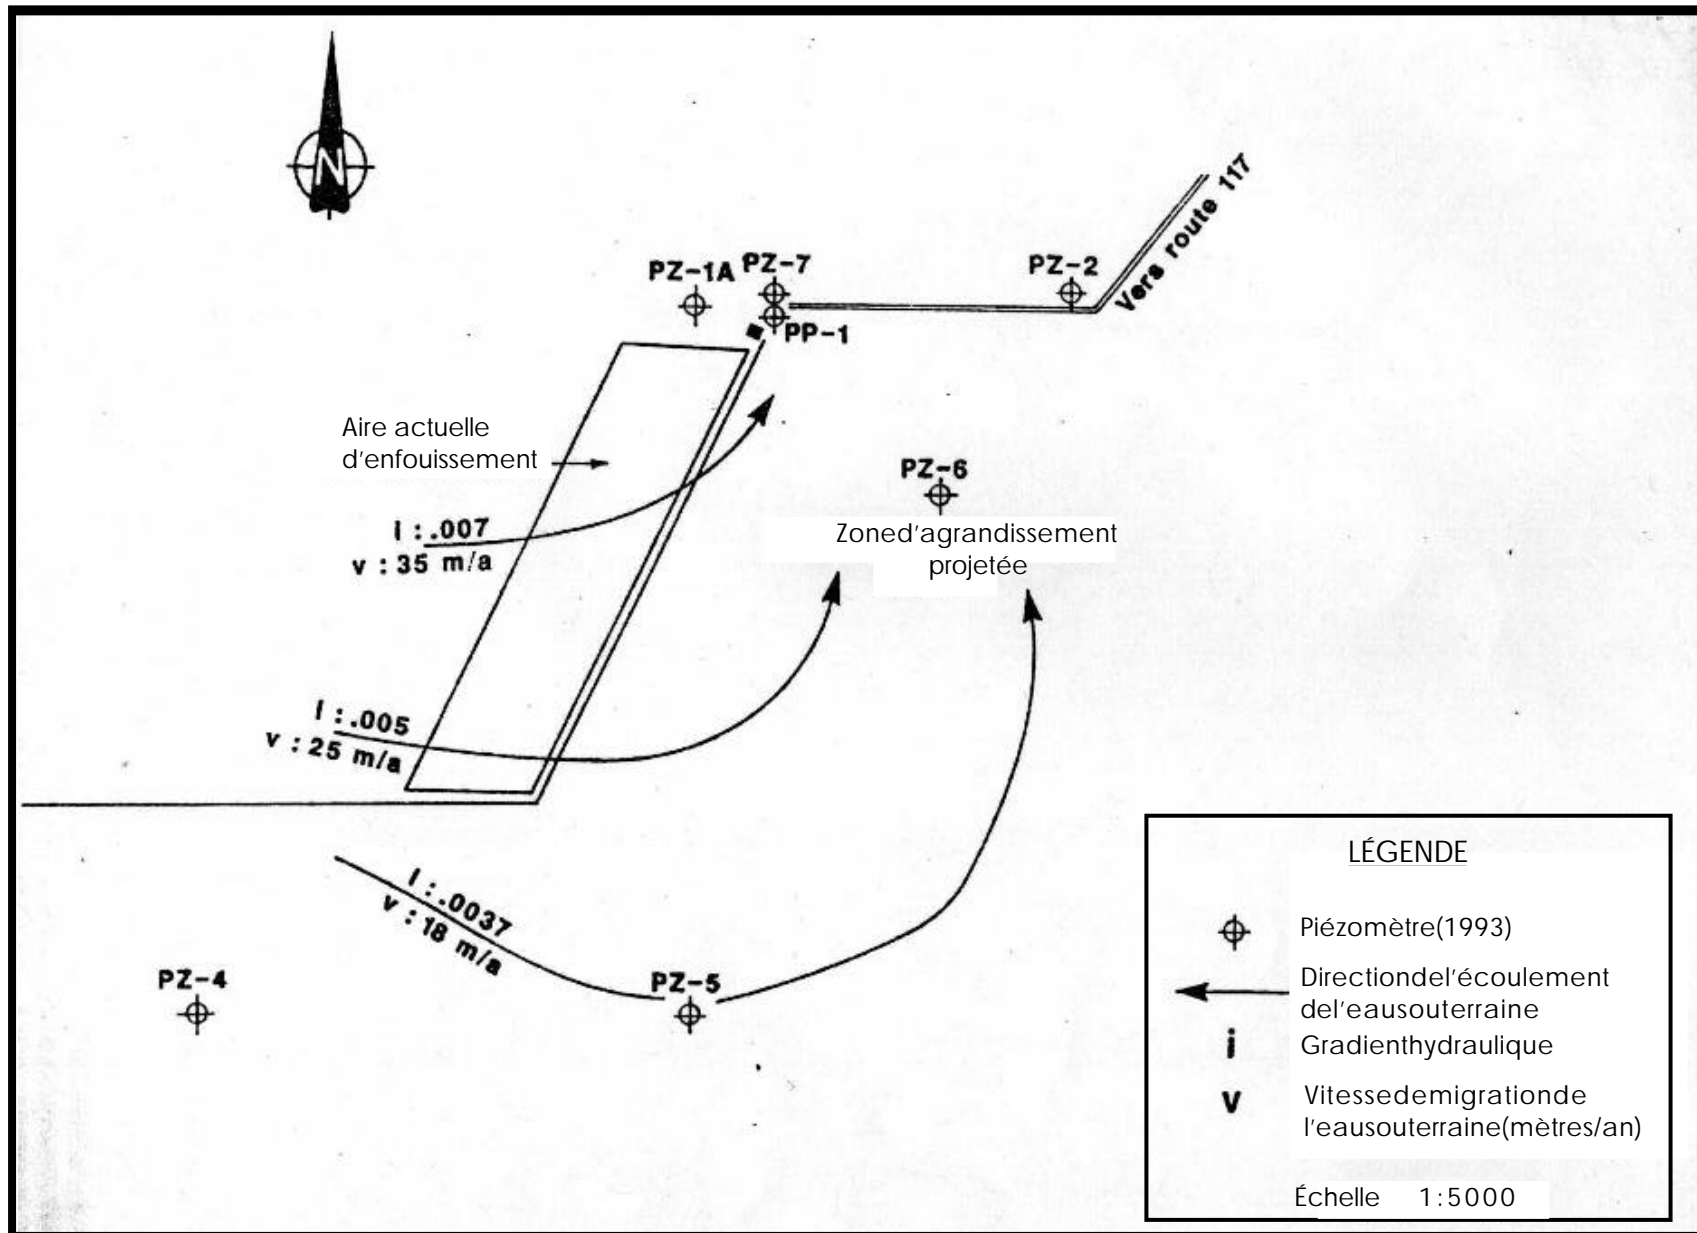 N
Vers route 117
PZ-1A
PZ-7
PZ-2
PP-1
Aire actuelle
d'enfouissement
PZ-6
i : .007
v : 35 m/a
Zoned'agrandissement
projetée
i : .005
v : 25 m/a
i : .0037
v : 18 m/a
PZ-4
PZ-5
LÉGENDE
Piézomètre(1993)
Directiondel'écoulement
del'eausouterraine
i
Gradienthydraulique
v
Vitessedemigrationde
l'eausouterraine(mètres/an)
Échelle 1:5000